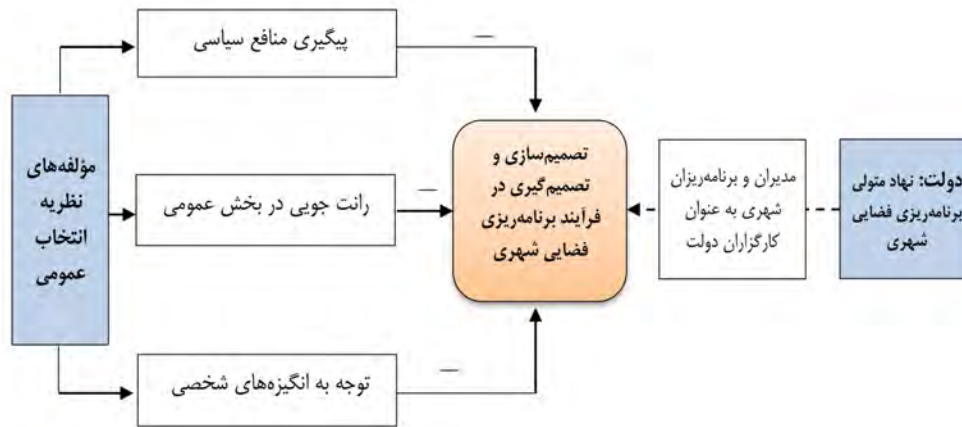 مؤلفه‌های
نظریه
انتخاب
عمومی
پیگیری منافع سیاسی
رانت جویی در بخش عمومی
توجه به انگیزه‌های شخصی
تصمیم‌سازی و
تصمیم‌گیری در
فرآیند برنامه‌ریزی
فضایی شهری
مدیران و برنامه‌ریزان
شهری به عنوان
کارگزاران دولت
دولت: نهاد متولی
برنامه‌ریزی فضایی
شهری